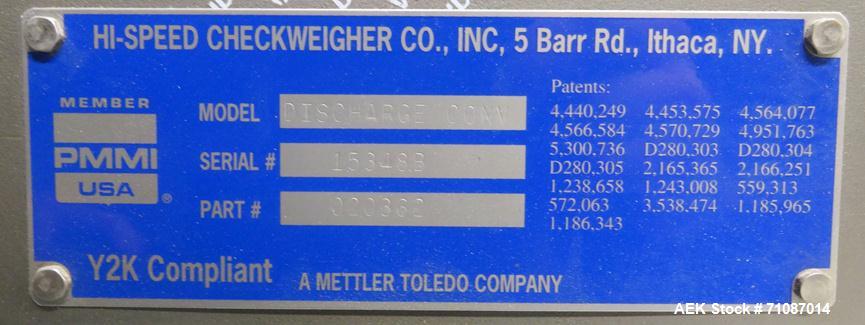 HI-SPEED CHECKWEIGHER CO., INC, 5 Barr Rd., Ithaca, NY.
MEMBER
PMMI
USA
®
MODEL DISCHARGE CONV
SERIAL # 15348B
PART # 020362
Patents:
4,440,249 4,453,575 4,564,077
4,566,584 4,570,729 4,951,763
5,300,736 D280,303 D280,304
D280,305 2,165,365 2,166,251
1,238,658 1,243,008 559,313
572,063 3,538,474 1,185,965
1,186,343
Y2K Compliant
A METTLER TOLEDO COMPANY
AEK Stock # 71087014